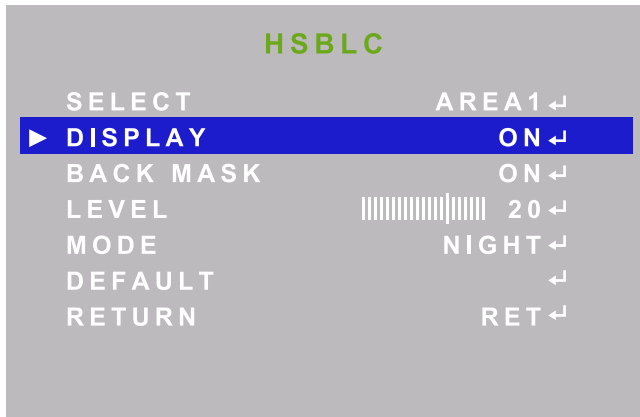 HSBLC
SELECT AREA1↵
► DISPLAY ON↵
BACK MASK ON↵
LEVEL 20↵
MODE NIGHT↵
DEFAULT ↵
RETURN RET↵